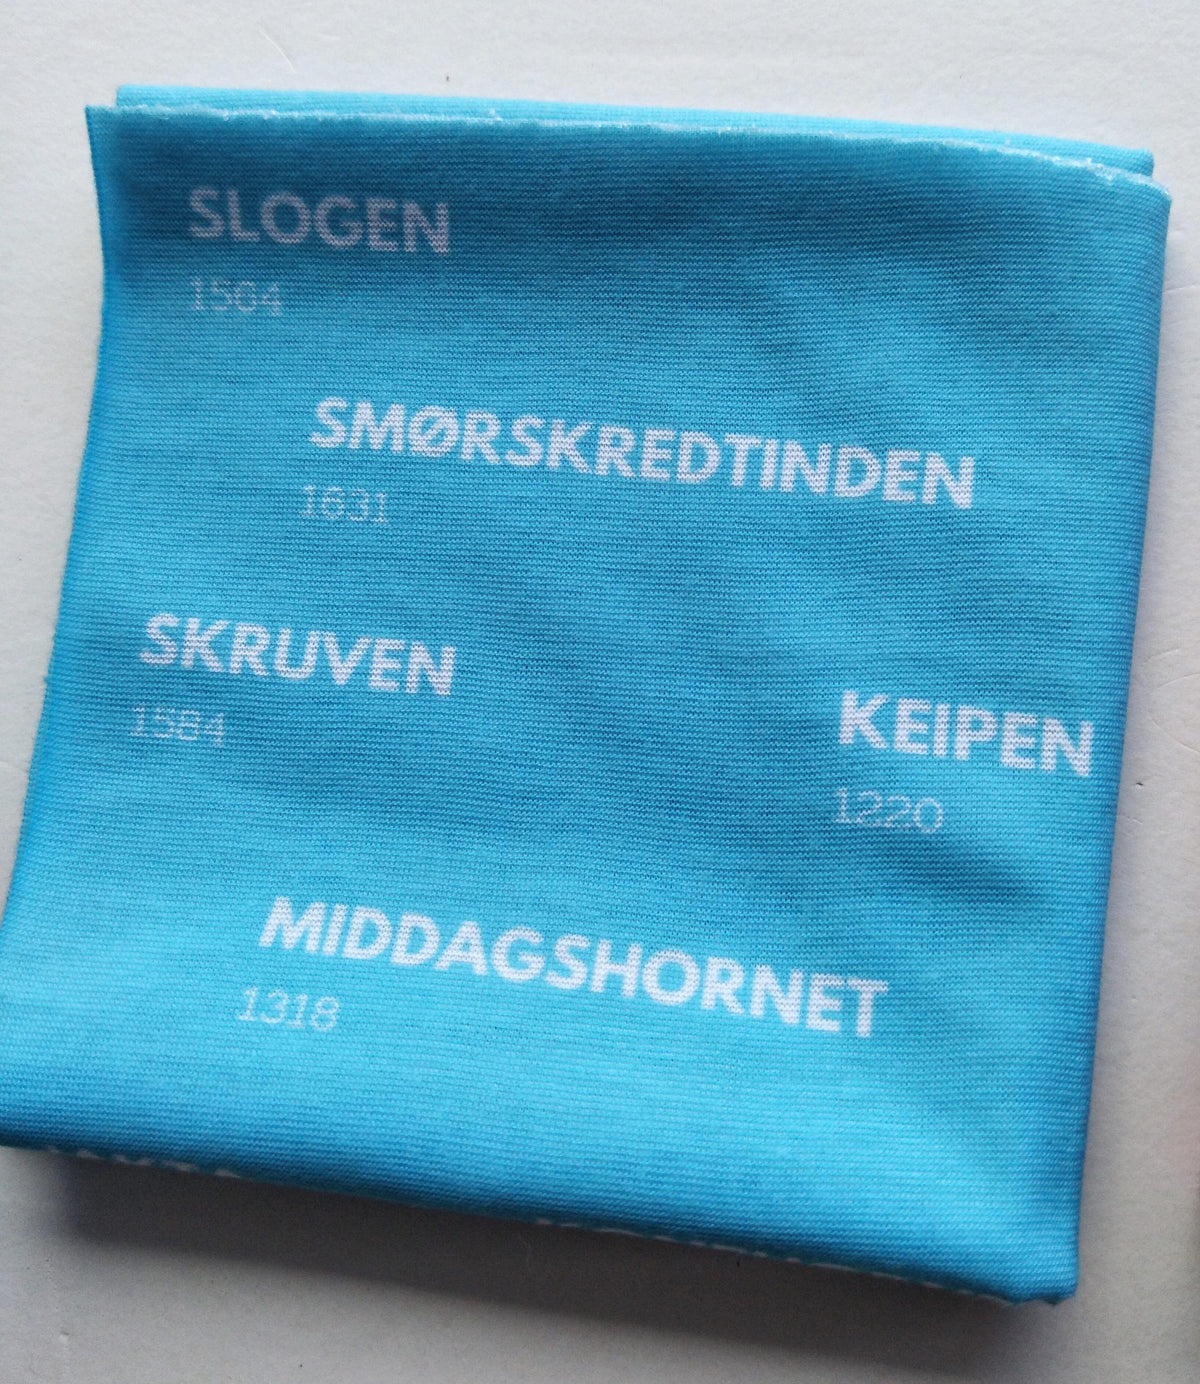 SLOGEN
1564
SMØRSKREDTINDEN
1631
SKRUVEN
1584
KEIPEN
1220
MIDDAGSHORNET
1318